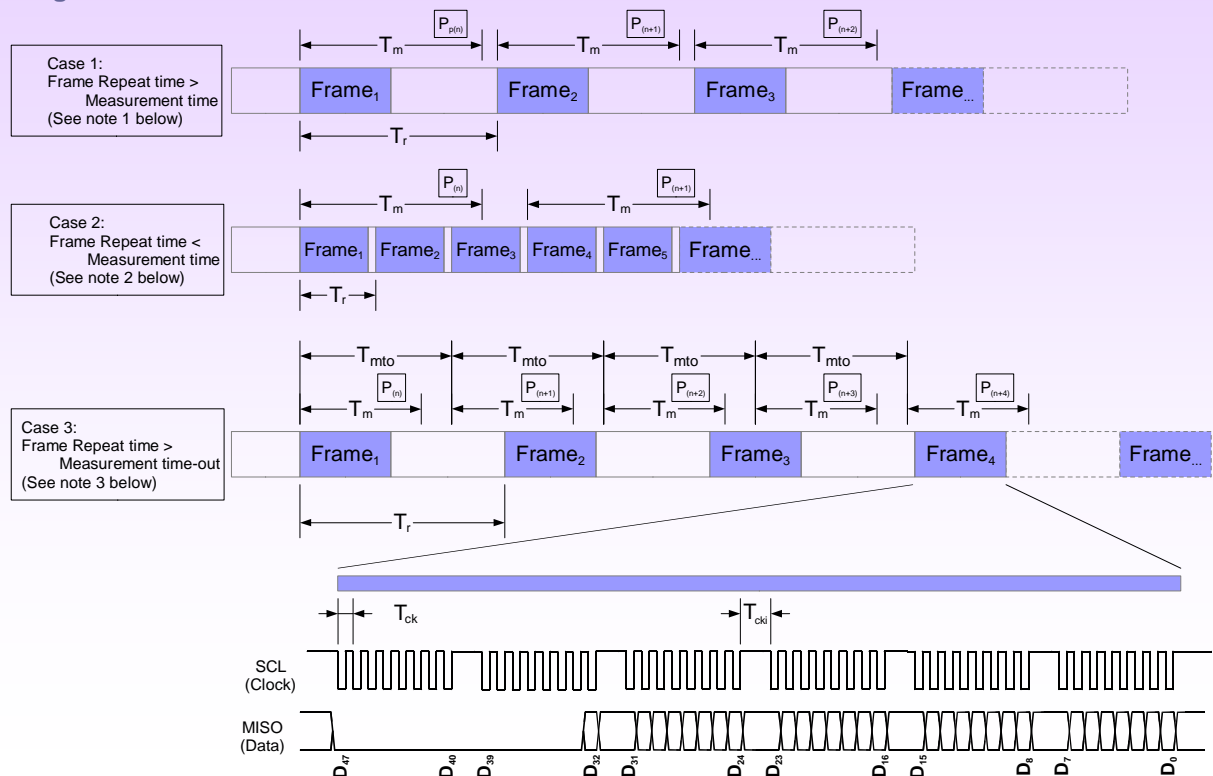 P p(n) P (n+1) P (n+2)
Tm Tm Tm
Case 1:
Frame Repeat time >
Measurement time
(See note 1 below)
Frame1 Frame2 Frame3 Frame...
Tr
P (n) P (n+1)
Tm Tm
Case 2:
Frame Repeat time <
Measurement time
(See note 2 below)
Frame1 Frame2 Frame3 Frame4 Frame5 Frame...
Tr
Tmto Tmto Tmto Tmto
P (n) P (n+1) P (n+2) P (n+3) P (n+4)
Tm Tm Tm Tm Tm
Case 3:
Frame Repeat time >
Measurement time-out
(See note 3 below)
Frame1 Frame2 Frame3 Frame4 Frame...
Tr
Tck Tcki
SCL
(Clock)
MISO
(Data)
D47 D40 D39 D32 D31 D24 D23 D16 D15 D8 D7 D0